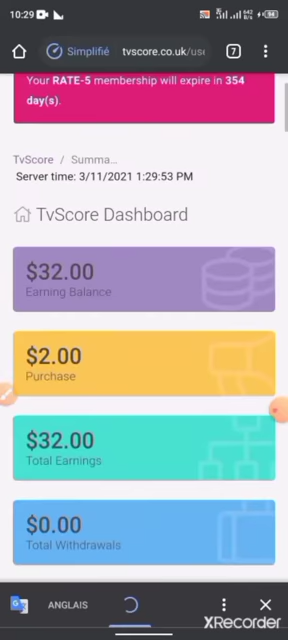 10:29
Simplifié tvscore.co.uk/use 7
Your RATE-5 membership will expire in 354
day(s).
TvScore / Summa...
Server time: 3/11/2021 1:29:53 PM
TvScore Dashboard
$32.00
Earning Balance
$2.00
Purchase
$32.00
Total Earnings
$0.00
Total Withdrawals
ANGLAIS
XRecorder